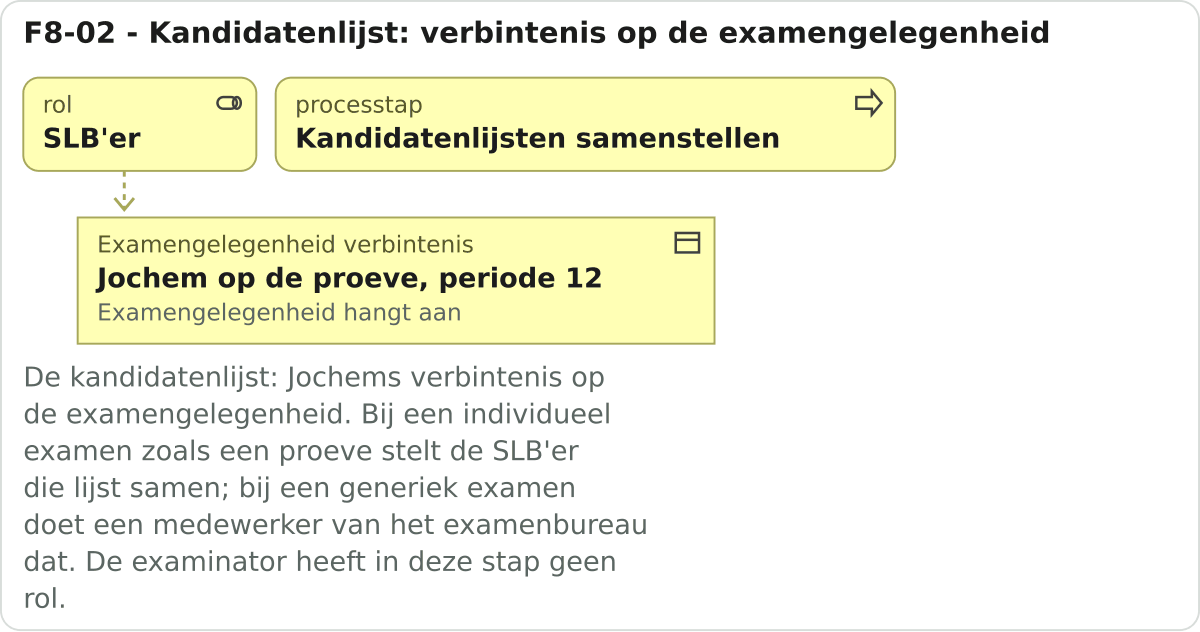 F8-02 - Kandidatenlijst: verbintenis op de examengelegenheid
rol
SLB'er
processtap
Kandidatenlijsten samenstellen
Examengelegenheid verbintenis
Jochem op de proeve, periode 12
Examengelegenheid hangt aan
De kandidatenlijst: Jochems verbintenis op
de examengelegenheid. Bij een individueel
examen zoals een proeve stelt de SLB'er
die lijst samen; bij een generiek examen
doet een medewerker van het examenbureau
dat. De examinator heeft in deze stap geen
rol.